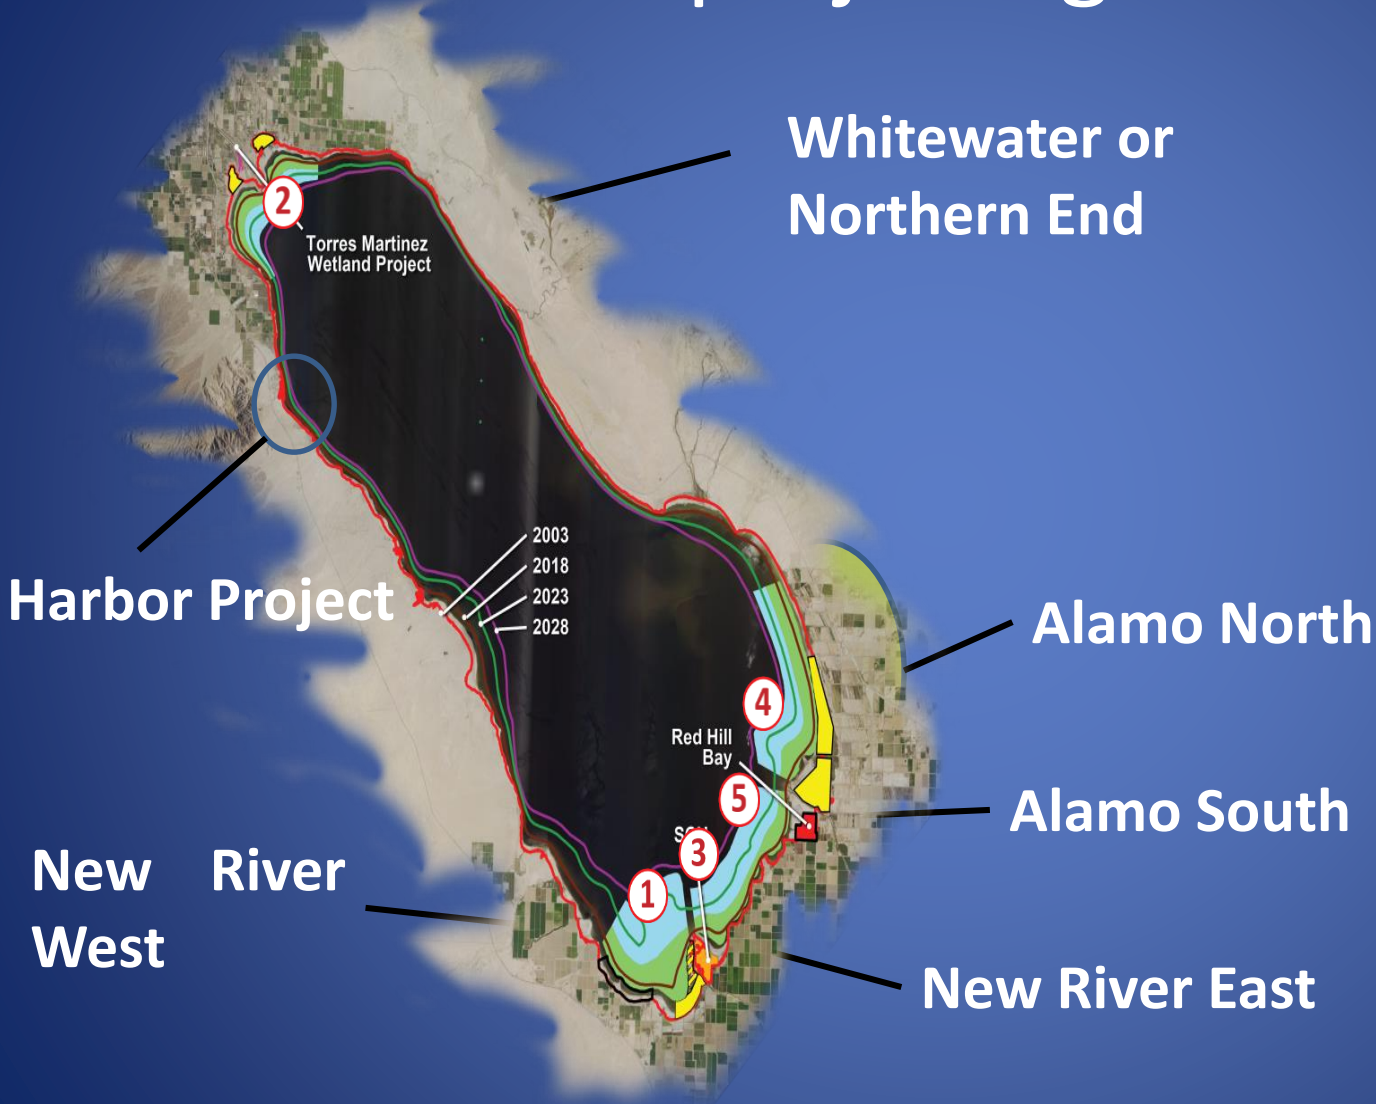 Whitewater or
Northern End
2
Torres Martinez
Wetland Project
2003
2018
2023
2028
Harbor Project
Alamo North
4
Red Hill
Bay
5
Alamo South
3
1
New River
West
New River East